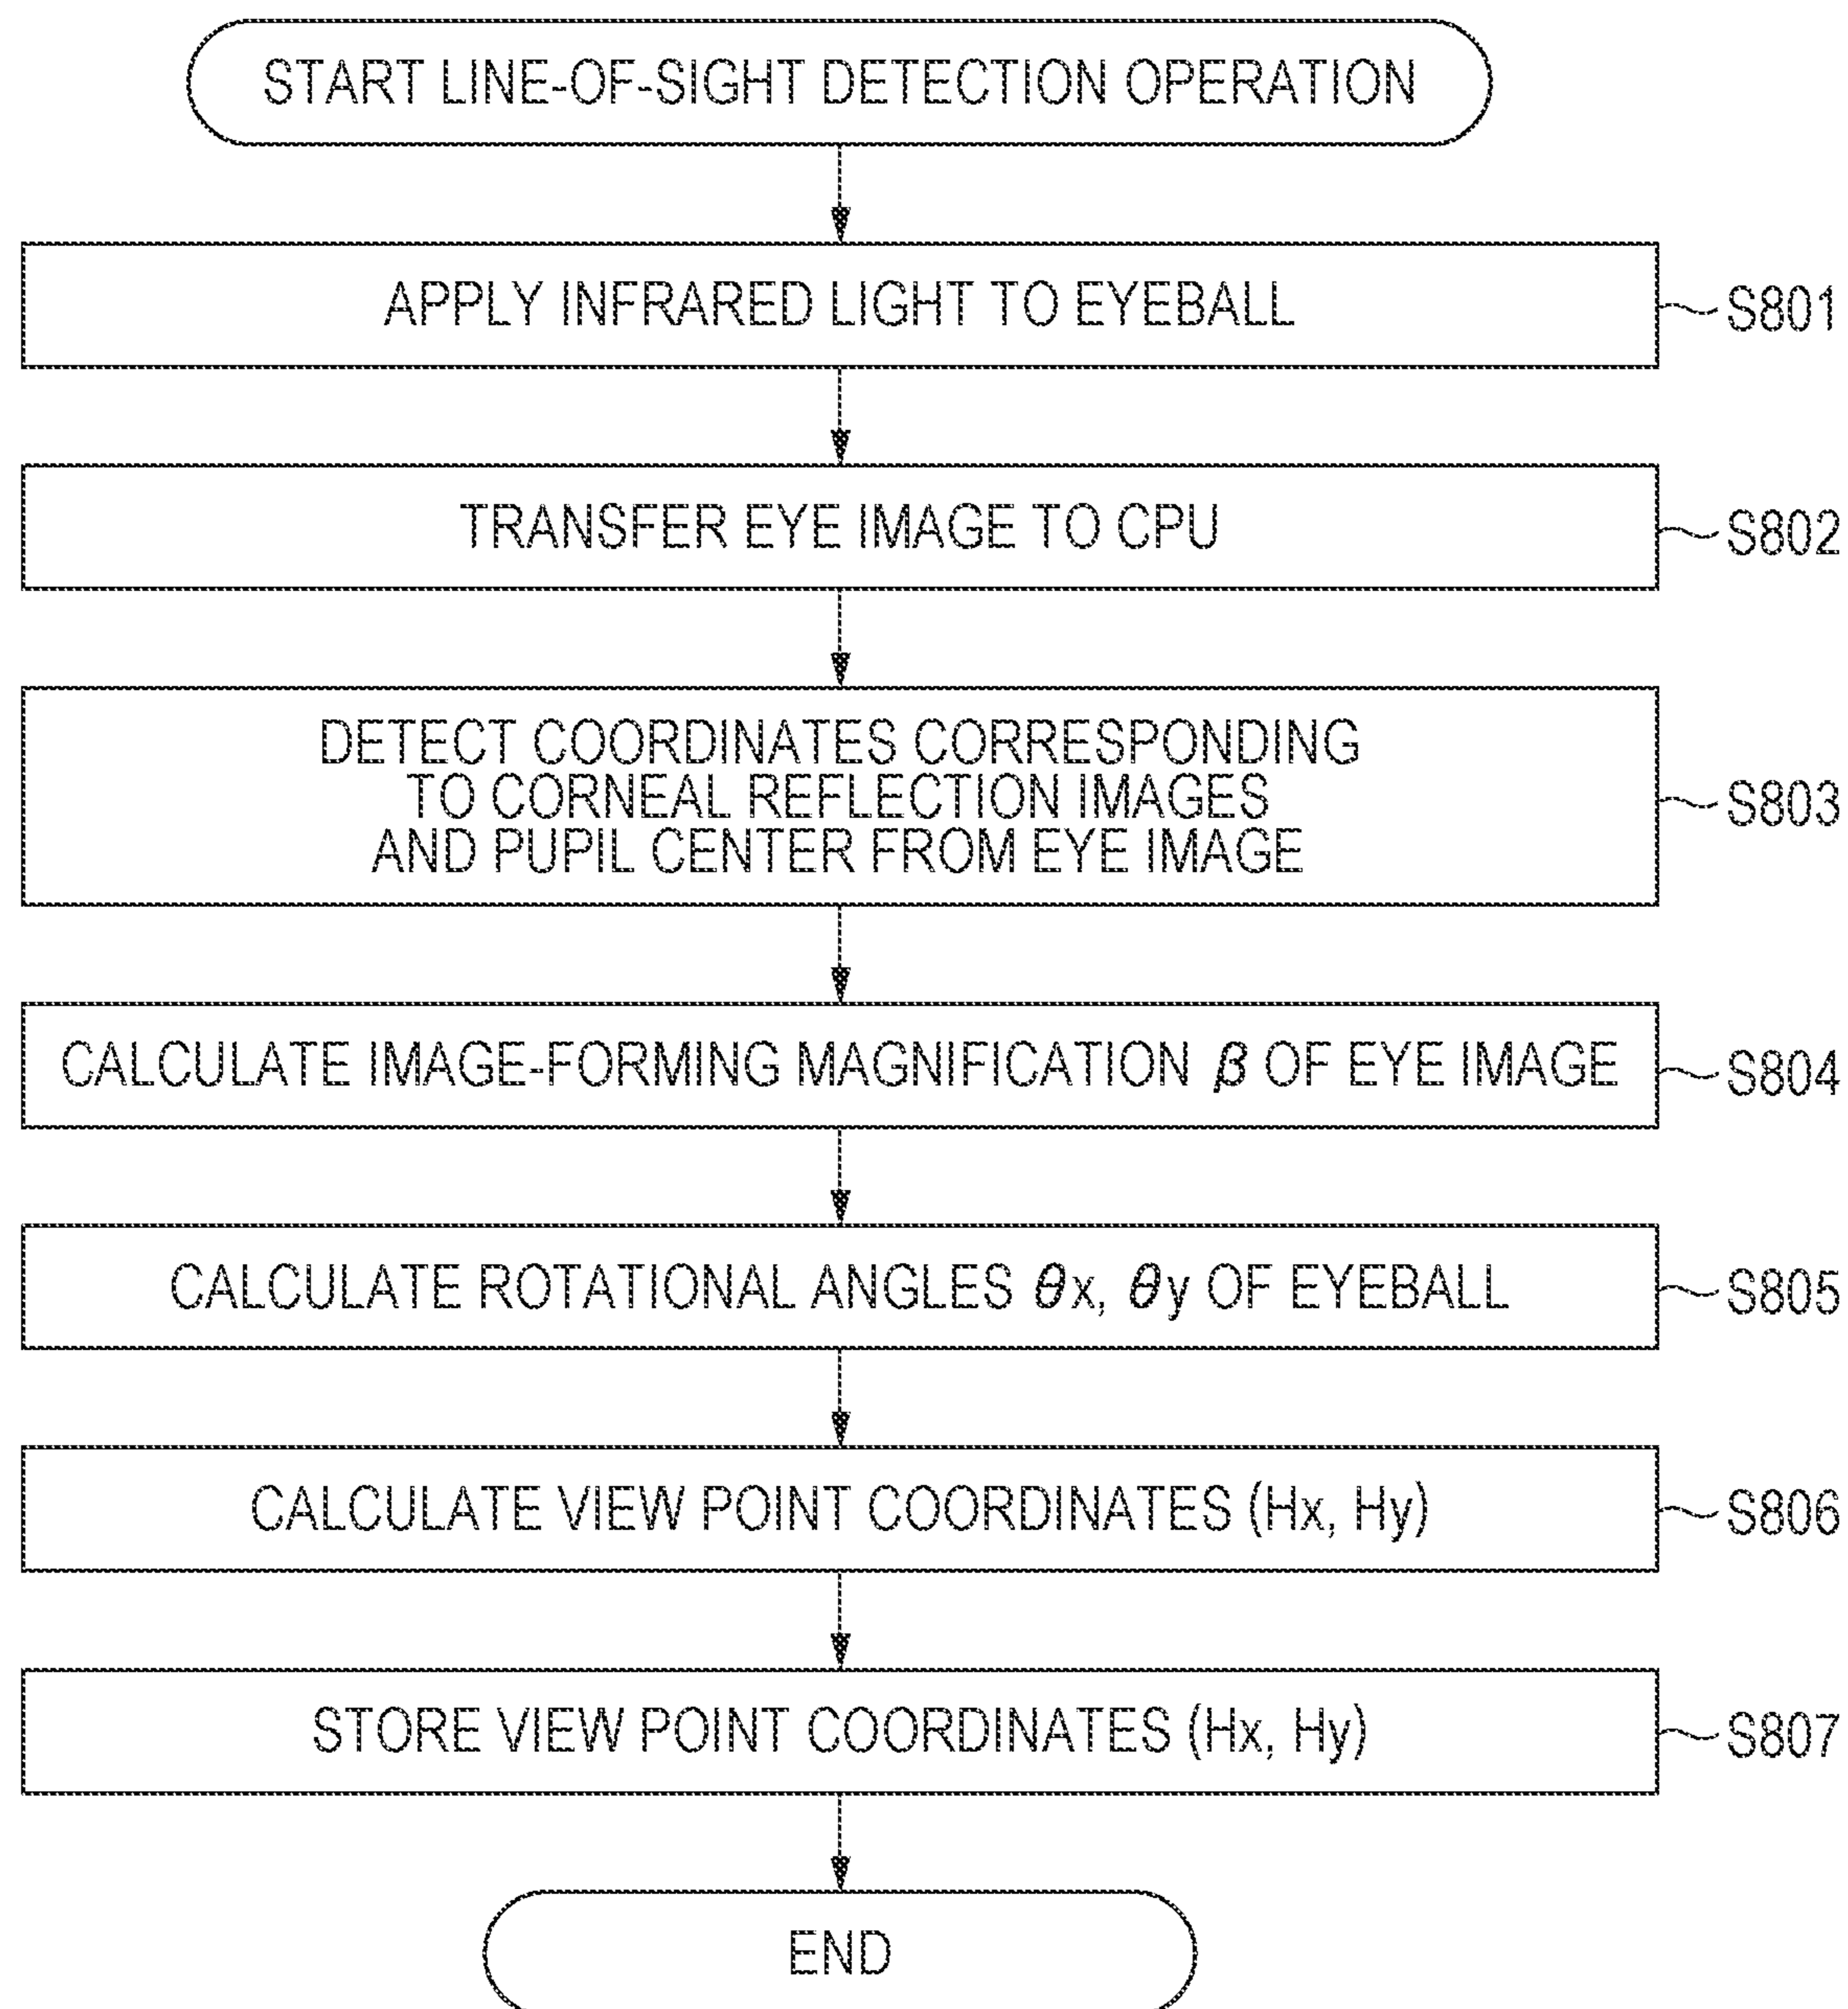 START LINE-OF-SIGHT DETECTION OPERATION
APPLY INFRARED LIGHT TO EYEBALL
S801
TRANSFER EYE IMAGE TO CPU
S802
DETECT COORDINATES CORRESPONDING
TO CORNEAL REFLECTION IMAGES
AND PUPIL CENTER FROM EYE IMAGE
S803
CALCULATE IMAGE-FORMING MAGNIFICATION β OF EYE IMAGE
S804
CALCULATE ROTATIONAL ANGLES θx, θy OF EYEBALL
S805
CALCULATE VIEW POINT COORDINATES (Hx, Hy)
S806
STORE VIEW POINT COORDINATES (Hx, Hy)
S807
END